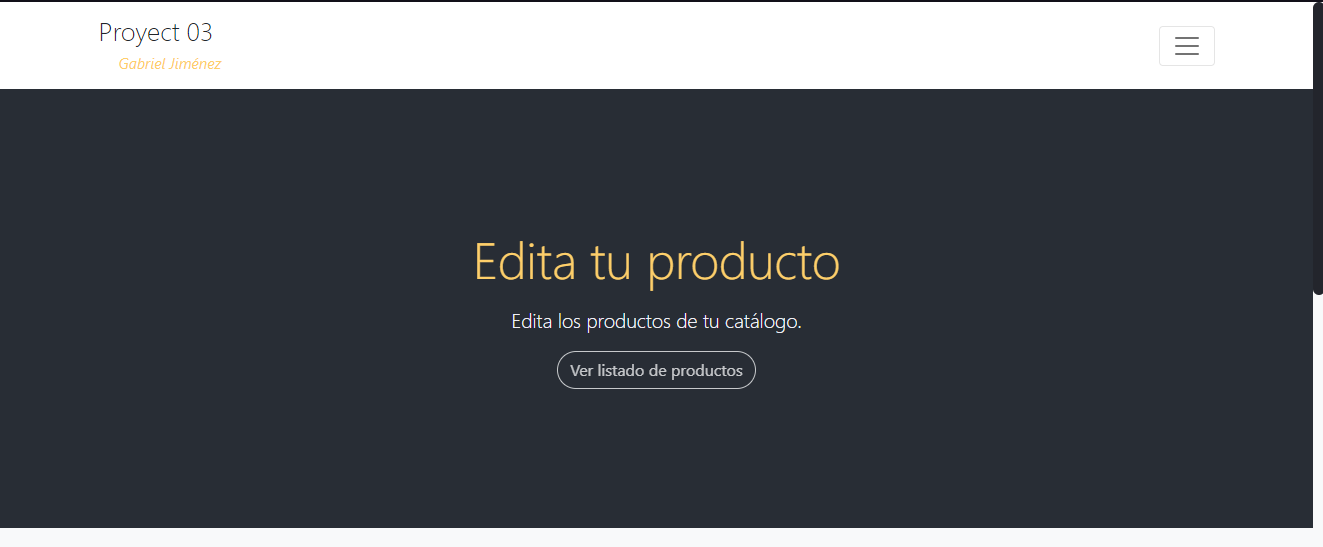 Proyect 03
Gabriel Jiménez
Edita tu producto
Edita los productos de tu catálogo.
Ver listado de productos